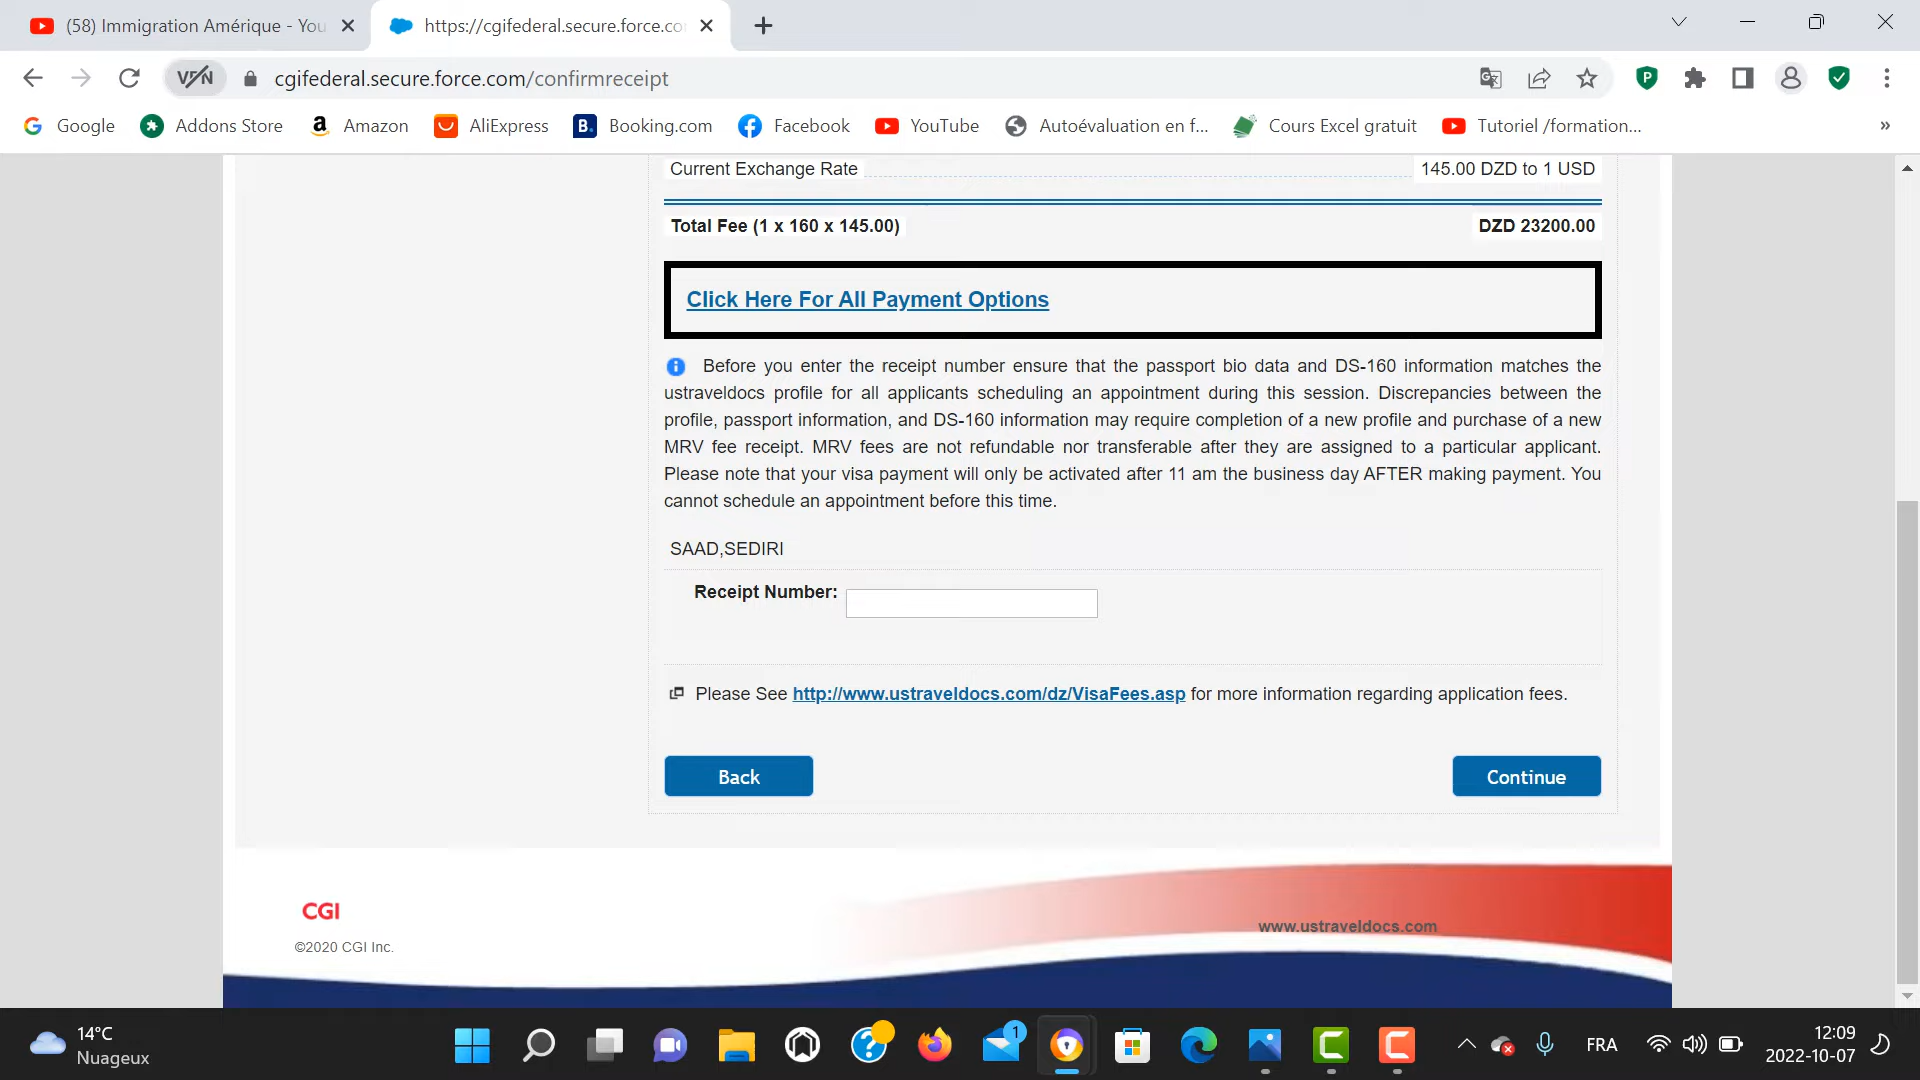 (58) Immigration Amérique - You
https://cgifederal.secure.force.co
VPN
cgifederal.secure.force.com/confirmreceipt
Google
Addons Store
Amazon
AliExpress
Booking.com
Facebook
YouTube
Autoévaluation en f...
Cours Excel gratuit
Tutoriel /formation...
»
Current Exchange Rate 145.00 DZD to 1 USD
Total Fee (1 x 160 x 145.00) DZD 23200.00
Click Here For All Payment Options
Before you enter the receipt number ensure that the passport bio data and DS-160 information matches the
ustraveldocs profile for all applicants scheduling an appointment during this session. Discrepancies between the
profile, passport information, and DS-160 information may require completion of a new profile and purchase of a new
MRV fee receipt. MRV fees are not refundable nor transferable after they are assigned to a particular applicant.
Please note that your visa payment will only be activated after 11 am the business day AFTER making payment. You
cannot schedule an appointment before this time.
SAAD,SEDIRI
Receipt Number:
Please See http://www.ustraveldocs.com/dz/VisaFees.asp for more information regarding application fees.
Back
Continue
CGI
©2020 CGI Inc.
www.ustraveldocs.com
14°C
Nuageux
1
FRA
12:09
2022-10-07